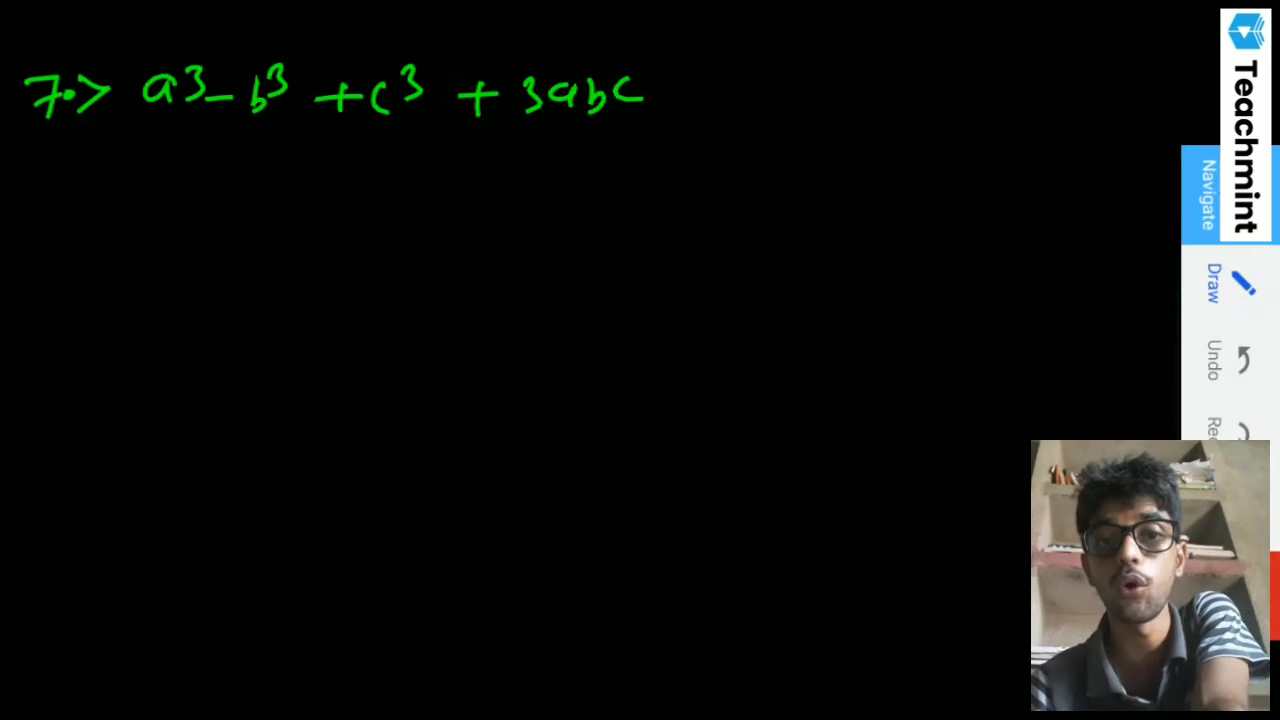 7.> a³ - b³ + c³ + 3abc
Teachmint
Navigate
Draw
Undo